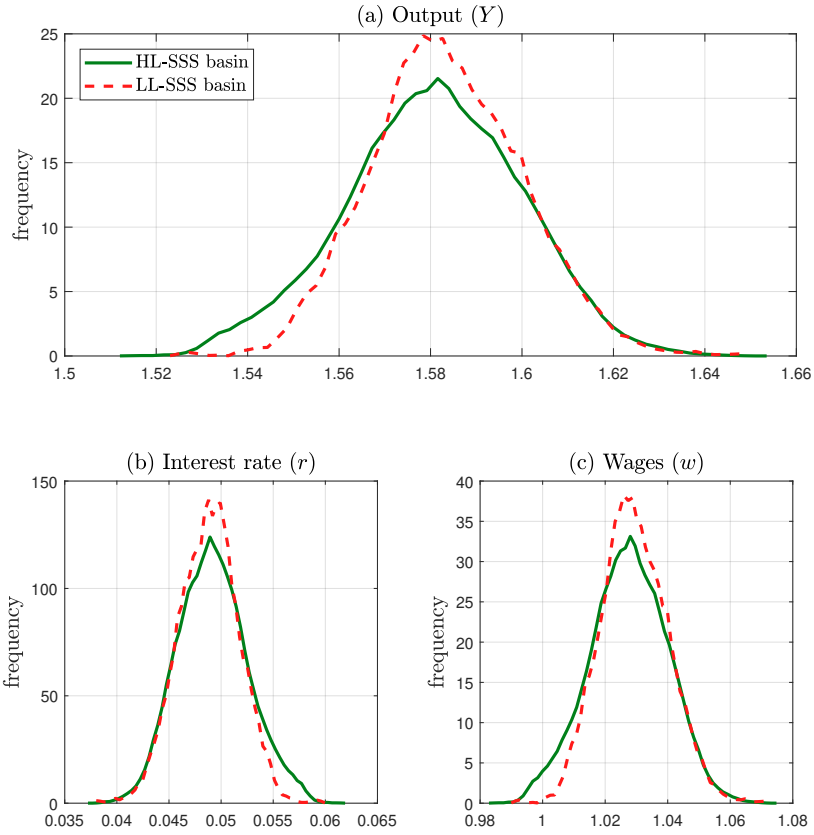 (a) Output (Y)
25
20
15
10
5
0
frequency
HL-SSS basin
LL-SSS basin
1.5 1.52 1.54 1.56 1.58 1.6 1.62 1.64 1.66
(b) Interest rate (r)
150
100
50
0
frequency
0.035 0.04 0.045 0.05 0.055 0.06 0.065
(c) Wages (w)
40
35
30
25
20
15
10
5
0
frequency
0.98 1 1.02 1.04 1.06 1.08